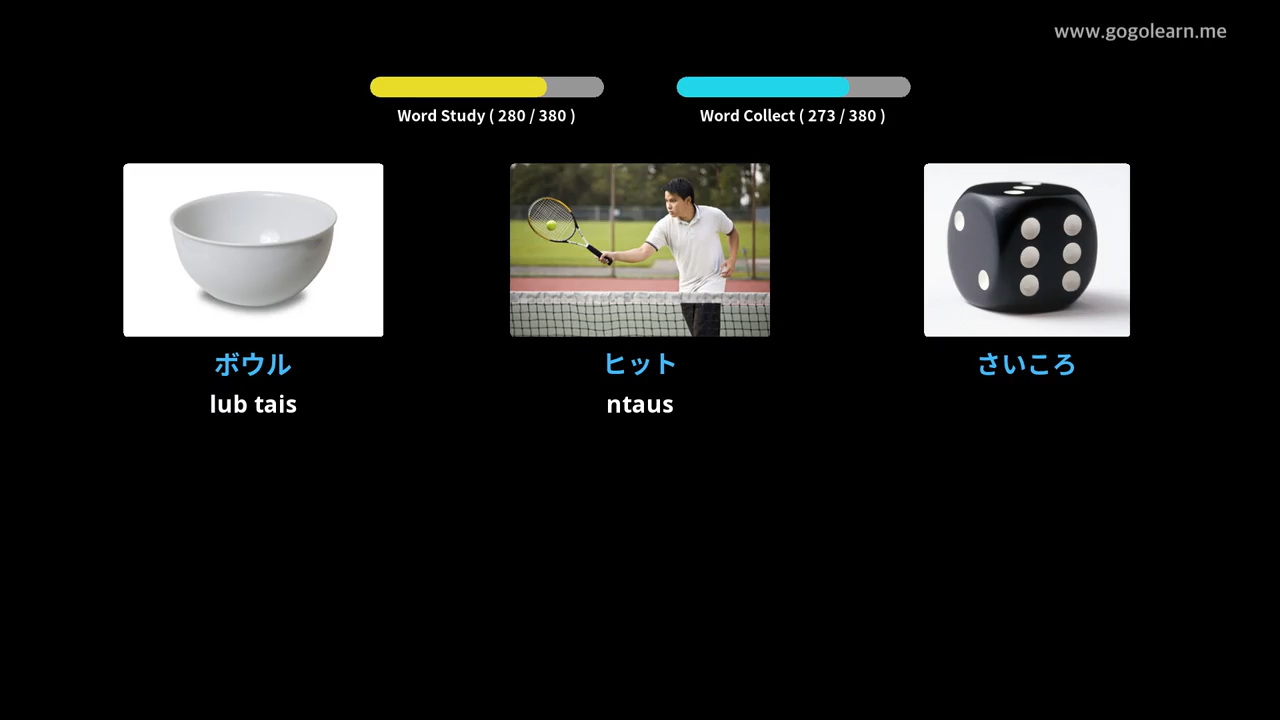 www.gogolearn.me
Word Study ( 280 / 380 )
Word Collect ( 273 / 380 )
ボウル
ヒット
さいころ
lub tais
ntaus